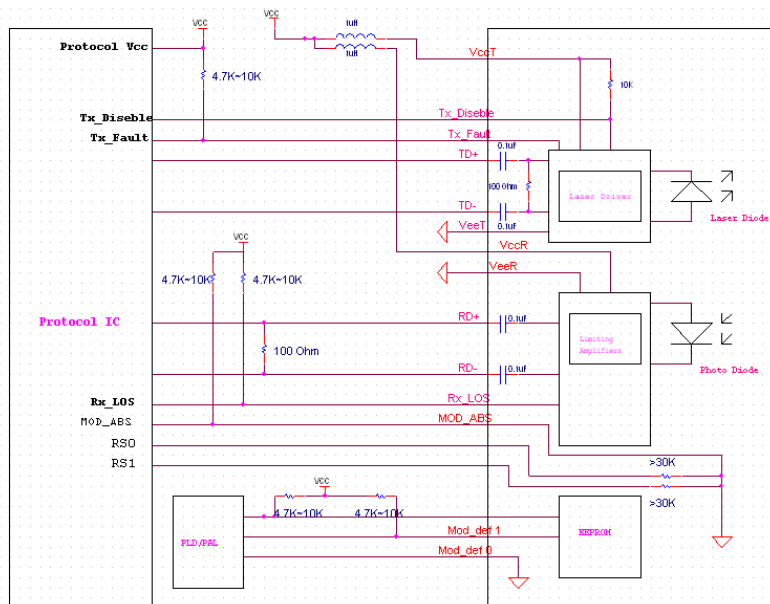 VCC
VCC
1uH
Protocol Vcc
1uH
VccT
4.7K~10K
10K
Tx_Diseble
Tx_Diseble
Tx_Fault
Tx_Fault
0.1uf
TD+
100 Ohm
Laser Driver
TD-
Laser Diode
VeeT
0.1uf
VCC
VccR
VeeR
4.7K~10K
4.7K~10K
Protocol IC
RD+
0.1uf
Limiting
Amplifiers
100 Ohm
RD-
0.1uf
Photo Diode
Rx_LOS
Rx_LOS
MOD_ABS
MOD_ABS
RS0
RS1
>30K
VCC
>30K
4.7K~10K
4.7K~10K
Mod_def 1
EEPROM
PLD/PAL
Mod_def 0